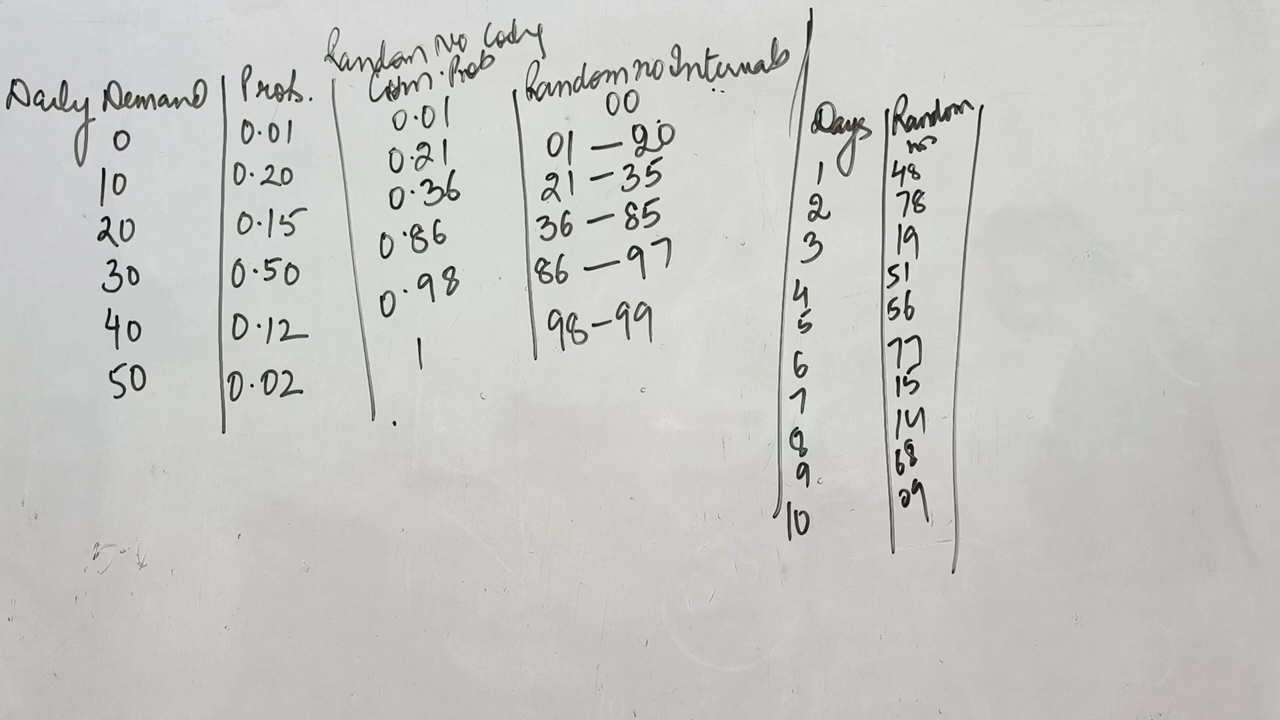 Random no Coding
Daily Demand Prob. Cum. Prob Random no Intervals
0 0.01 0.01 00
10 0.20 0.21 01 — 20
20 0.15 0.36 21 — 35
30 0.50 0.86 36 — 85
40 0.12 0.98 86 — 97
50 0.02 1 98 — 99
Days Random no
1 48
2 78
3 19
4 51
5 56
6 77
7 15
8 14
9 68
10 09